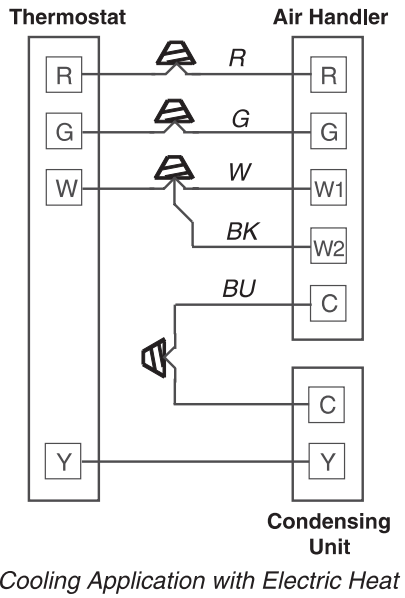 Thermostat
Air Handler
R
R
R
G
G
G
W
W
W1
BK
W2
BU
C
C
Y
Y
Condensing
Unit
Cooling Application with Electric Heat